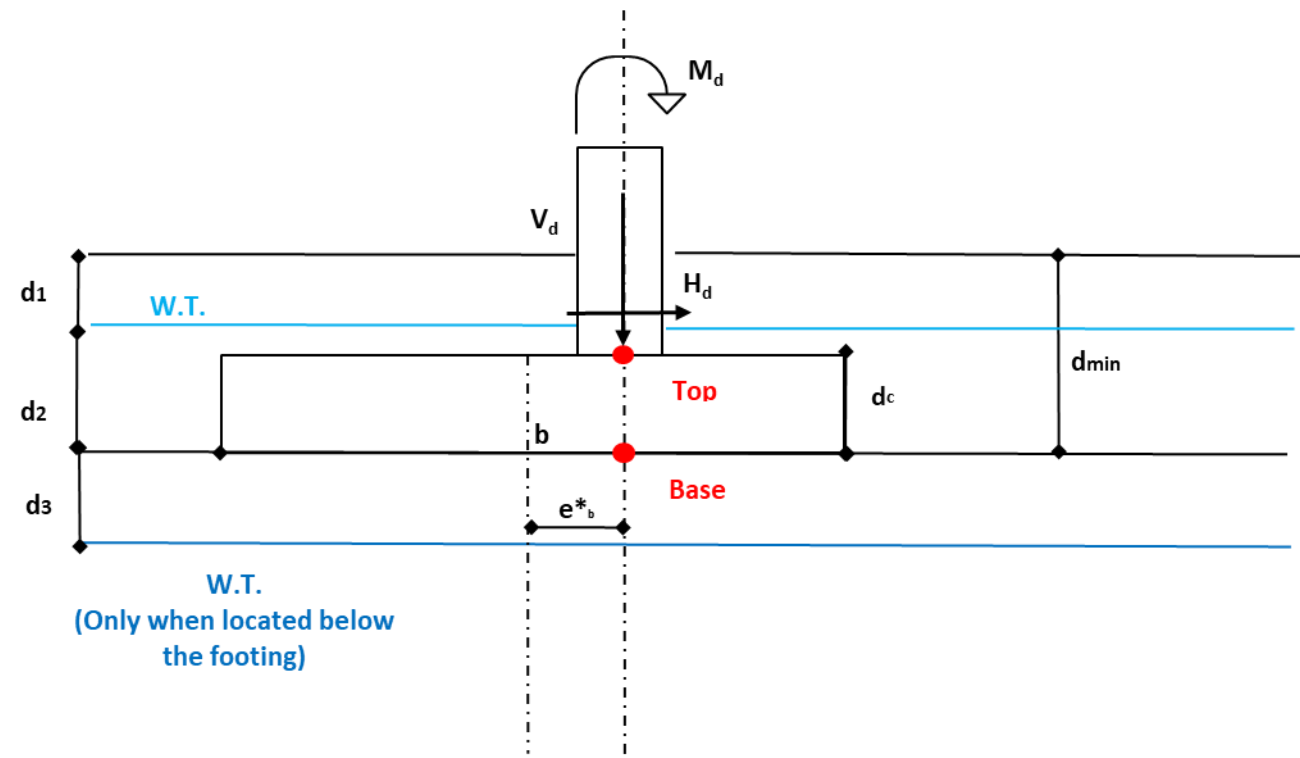 Md
Vd
d1
Hd
W.T.
dmin
Top
dc
d2
b
Base
d3
e*b
W.T.
(Only when located below
the footing)